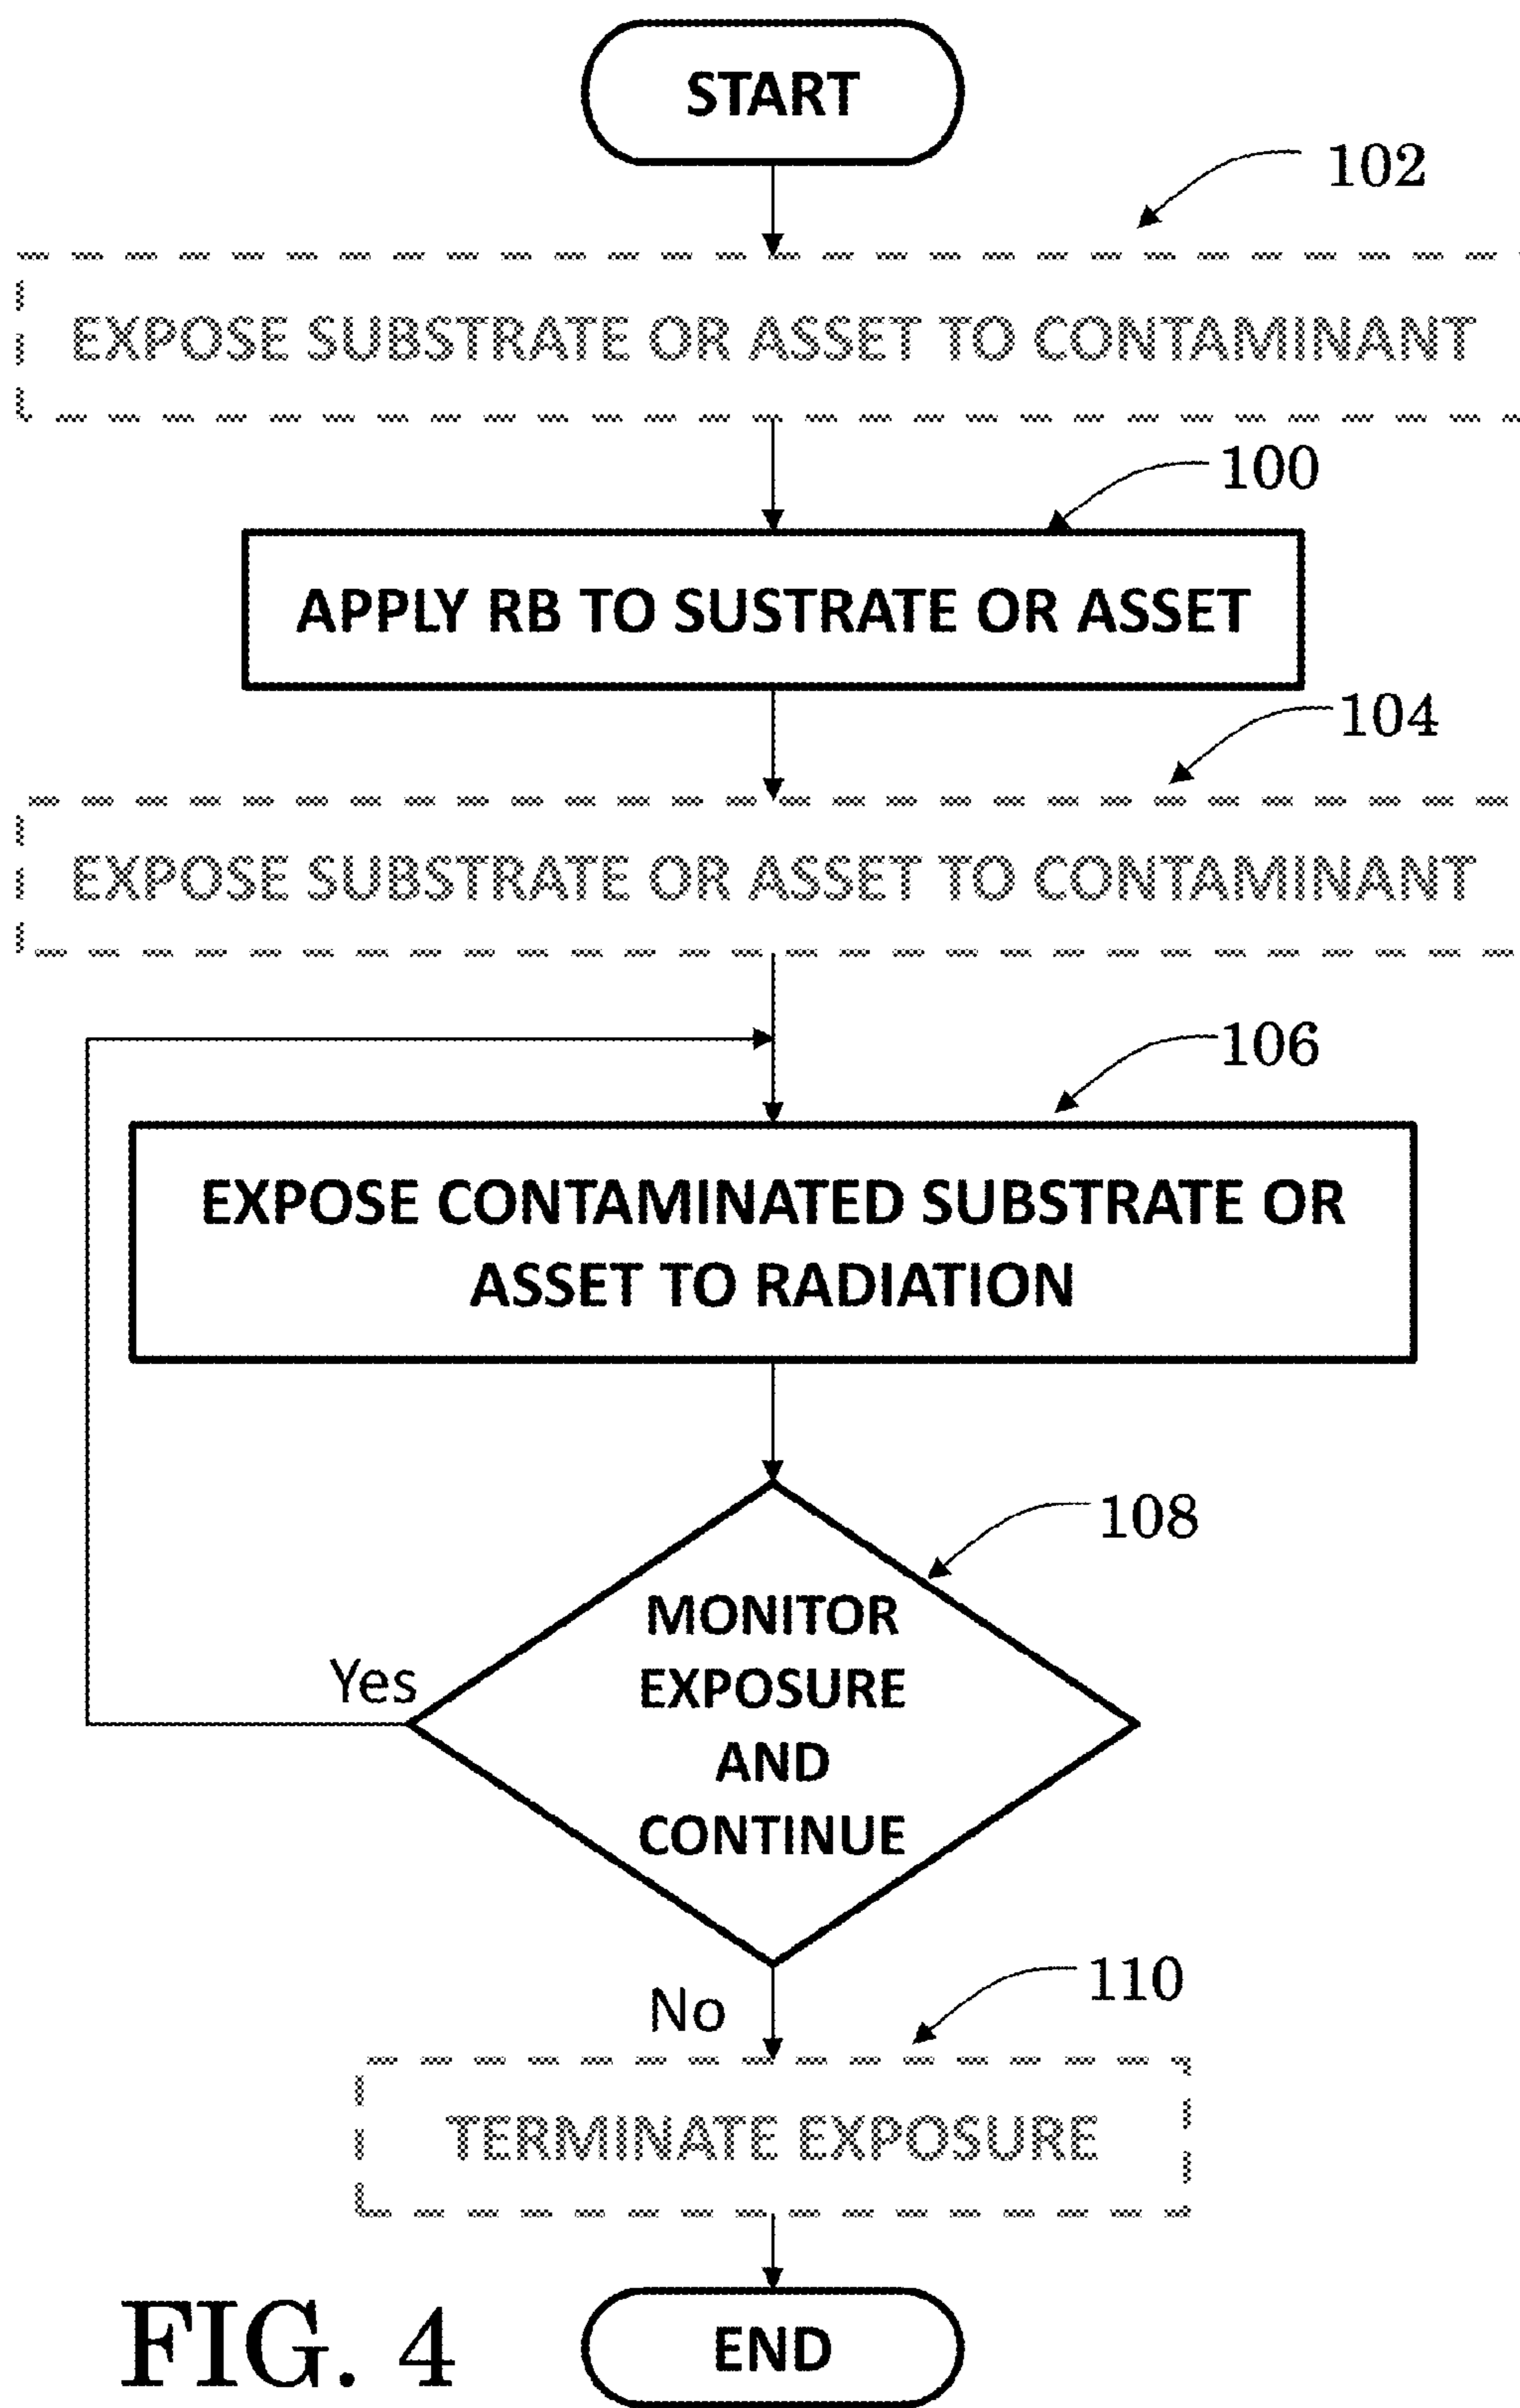 START
102
EXPOSE SUBSTRATE OR ASSET TO CONTAMINANT
100
APPLY RB TO SUSTRATE OR ASSET
104
EXPOSE SUBSTRATE OR ASSET TO CONTAMINANT
106
EXPOSE CONTAMINATED SUBSTRATE OR
ASSET TO RADIATION
108
MONITOR
EXPOSURE
AND
CONTINUE
Yes
No
110
TERMINATE EXPOSURE
END
FIG. 4